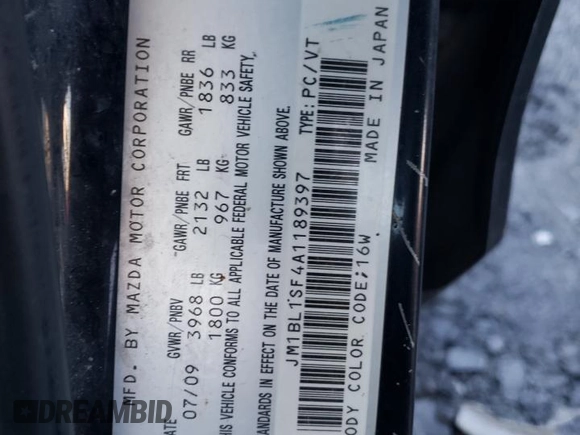 MFD. BY MAZDA MOTOR CORPORATION
GVWR/PNBV GAWR/PNBE FRT GAWR/PNBE RR
07/09 3968 LB 2132 LB 1836 LB
1800 KG 967 KG 833 KG
THIS VEHICLE CONFORMS TO ALL APPLICABLE FEDERAL MOTOR VEHICLE SAFETY
IN EFFECT ON THE DATE OF MANUFACTURE SHOWN ABOVE.
JM1BL1SF4A1189397 TYPE: PC/VT
COLOR CODE;16W MADE IN JAPAN
DREAMBID